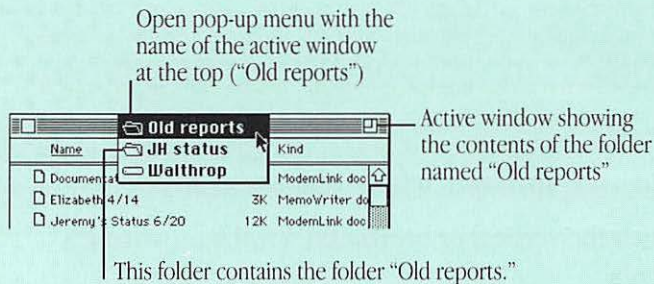 Open pop-up menu with the
name of the active window
at the top (“Old reports”)
Old reports
JH status
Walthrop
Name
Kind
Documentat
ModemLink doc
Elizabeth 4/14
3K MemoWriter do
Jeremy's Status 6/20
12K ModemLink doc
Active window showing
the contents of the folder
named “Old reports”
This folder contains the folder “Old reports.”